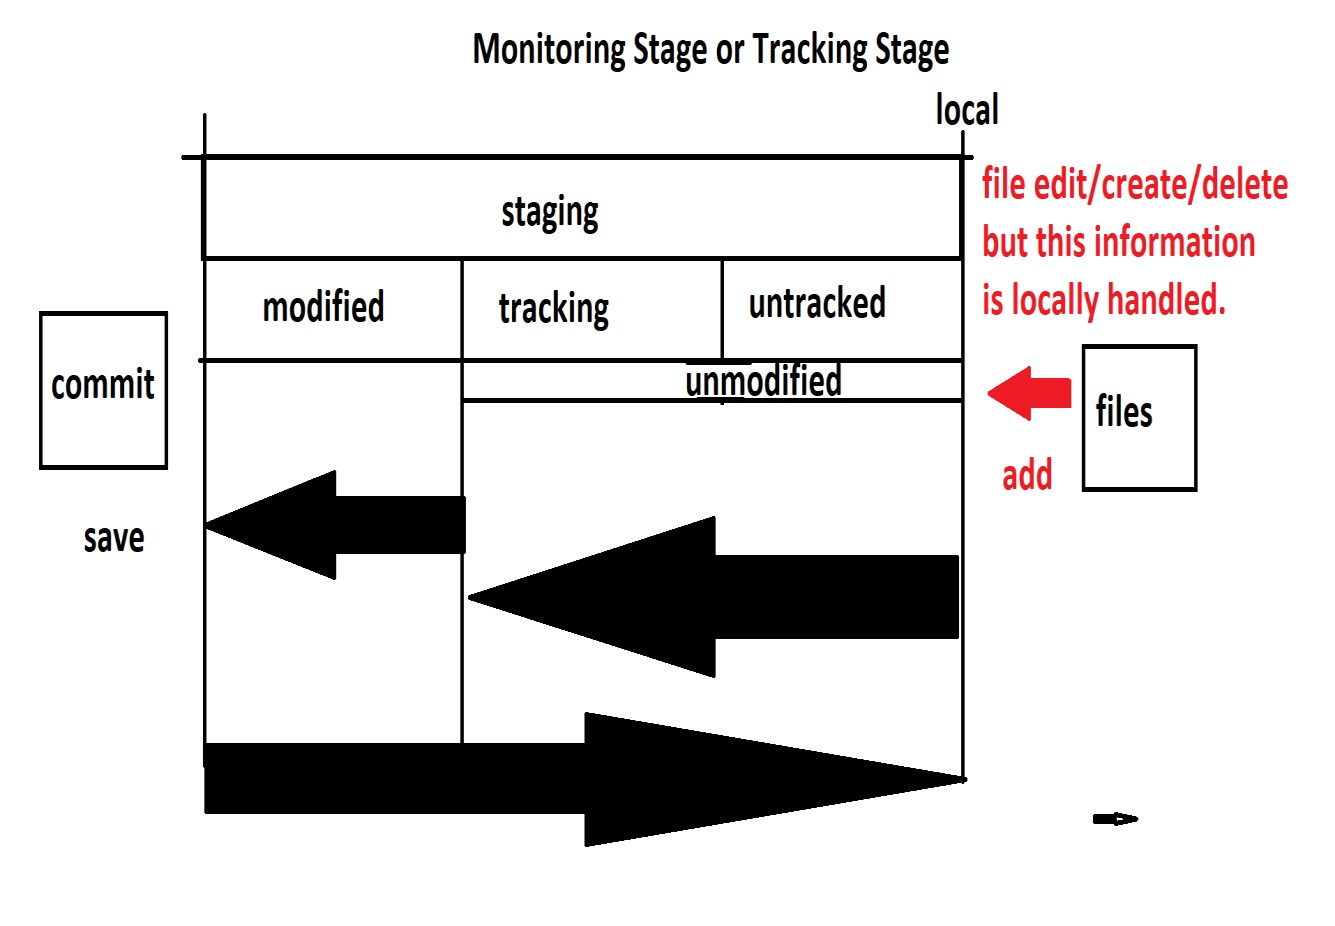 Monitoring Stage or Tracking Stage
local
staging
file edit/create/delete
but this information
is locally handled.
modified
tracking
untracked
unmodified
commit
files
add
save